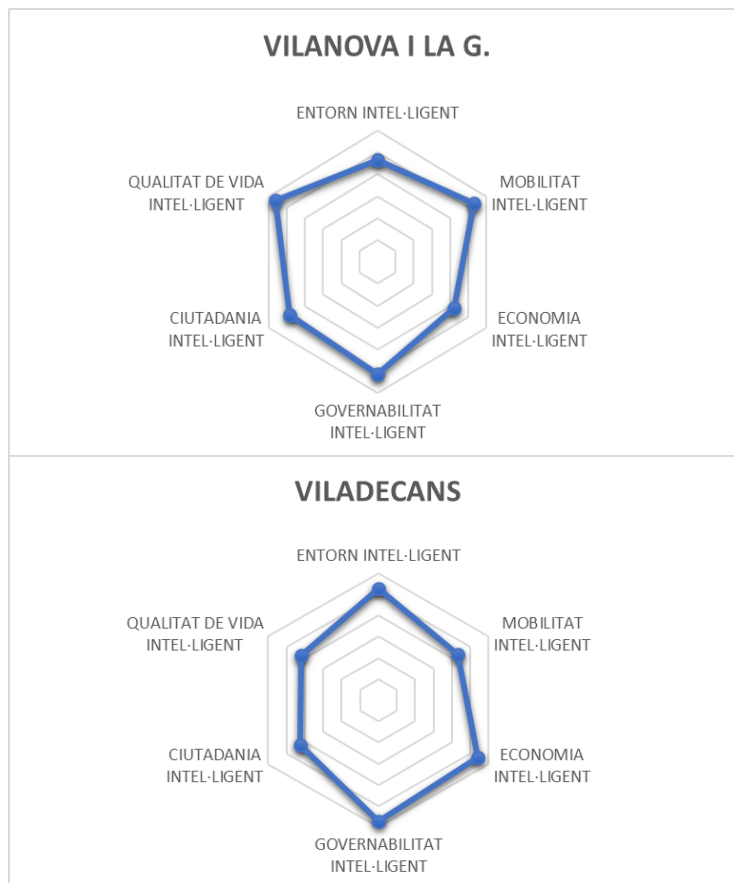 VILANOVA I LA G.
ENTORN INTEL·LIGENT
QUALITAT DE VIDA
INTEL·LIGENT
MOBILITAT
INTEL·LIGENT
CIUTADANIA
INTEL·LIGENT
ECONOMIA
INTEL·LIGENT
GOVERNABILITAT
INTEL·LIGENT
VILADECANS
ENTORN INTEL·LIGENT
QUALITAT DE VIDA
INTEL·LIGENT
MOBILITAT
INTEL·LIGENT
CIUTADANIA
INTEL·LIGENT
ECONOMIA
INTEL·LIGENT
GOVERNABILITAT
INTEL·LIGENT